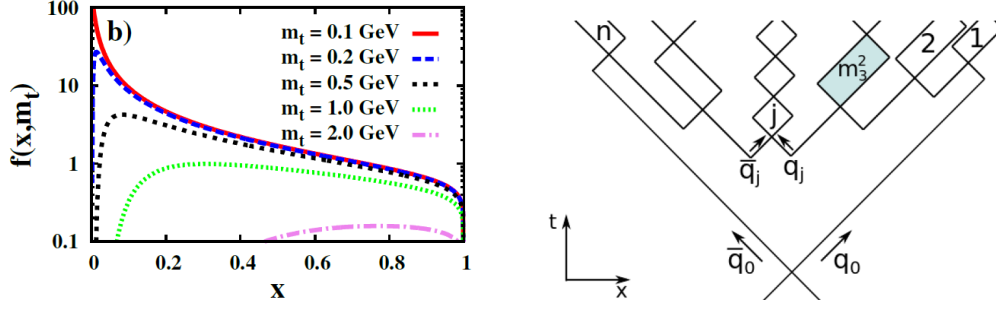 f(x,m_t)
100
10
1
0.1
b)
m_t = 0.1 GeV
m_t = 0.2 GeV
m_t = 0.5 GeV
m_t = 1.0 GeV
m_t = 2.0 GeV
0 0.2 0.4 0.6 0.8 1
x
n
m_3^2
2
1
j
q̅_j
q_j
q̅_0
q_0
t
x